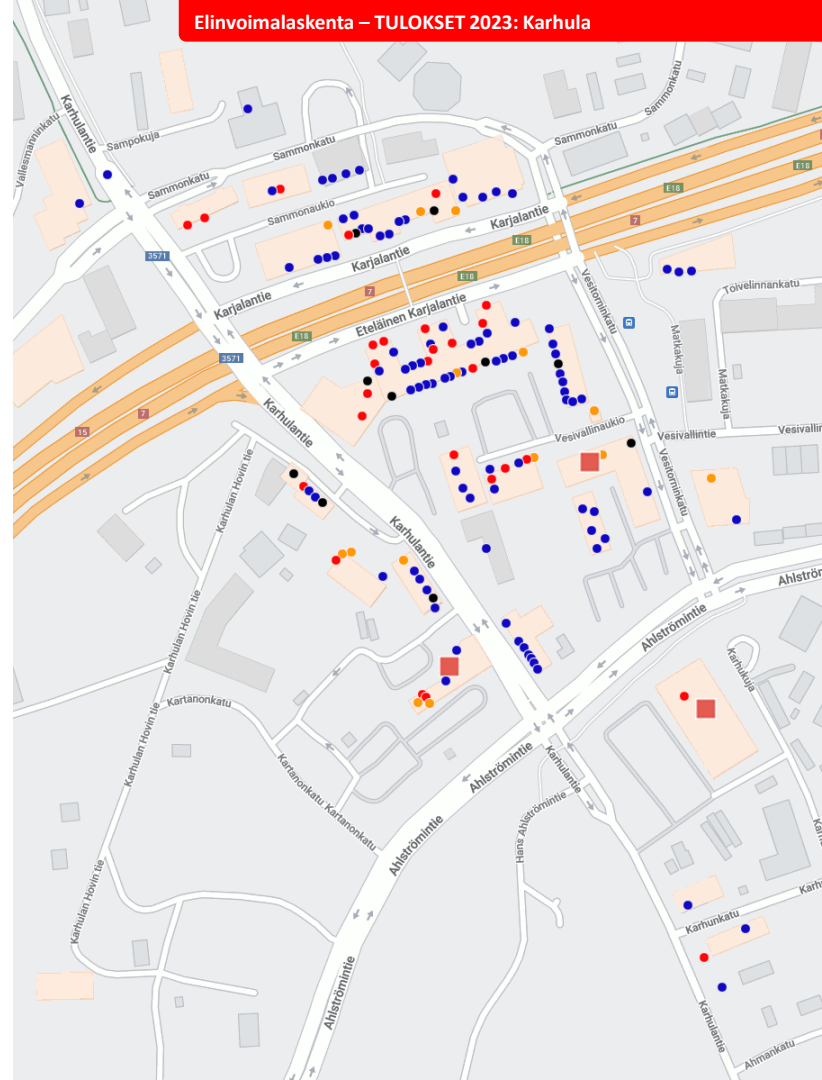 Elinvoimalaskenta – TULOKSET 2023: Karhula
Karhulantie
Sampokuja
Sammonkatu
Sammonkatu
Sammonkatu
Vallesmanninkatu
Sammonkatu
Sammonaukio
E18
E18
7
Karjalantie
E18
3571
Karjalantie
E18
7
Vesitorninkatu
Toivelinnankatu
Karjalantie
Eteläinen Karjalantie
E18
3571
Matkakuja
Matkakuja
7
15
Karhulantie
Vesivallinaukio
Vesivallintie
Karhulan Hovin tie
Vesitorninkatu
Karhulantie
Ahlströmintie
Karhulan Hovin tie
Karhukuja
Kartanonkatu
Karhulan Hovin tie
Ahlströmintie
Karhulantie
Kartanonkatu
Kartanonkatu
Hans Ahlströmintie
Ahlströmintie
Karhulan Hovin tie
Karhunkatu
Karhulantie
Ahlströmintie
Ahmankatu